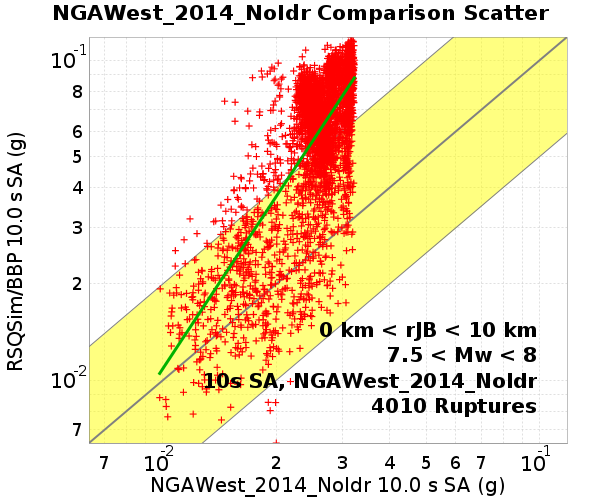 NGAWest_2014_NoIdr Comparison Scatter
RSQSim/BBP 10.0 s SA (g)
10-1
8
6
5
4
3
2
10-2
7
0 km < rJB < 10 km
7.5 < Mw < 8
10s SA, NGAWest_2014_NoIdr
4010 Ruptures
7 10-2 2 3 4 5 6 7 10-1
NGAWest_2014_NoIdr 10.0 s SA (g)